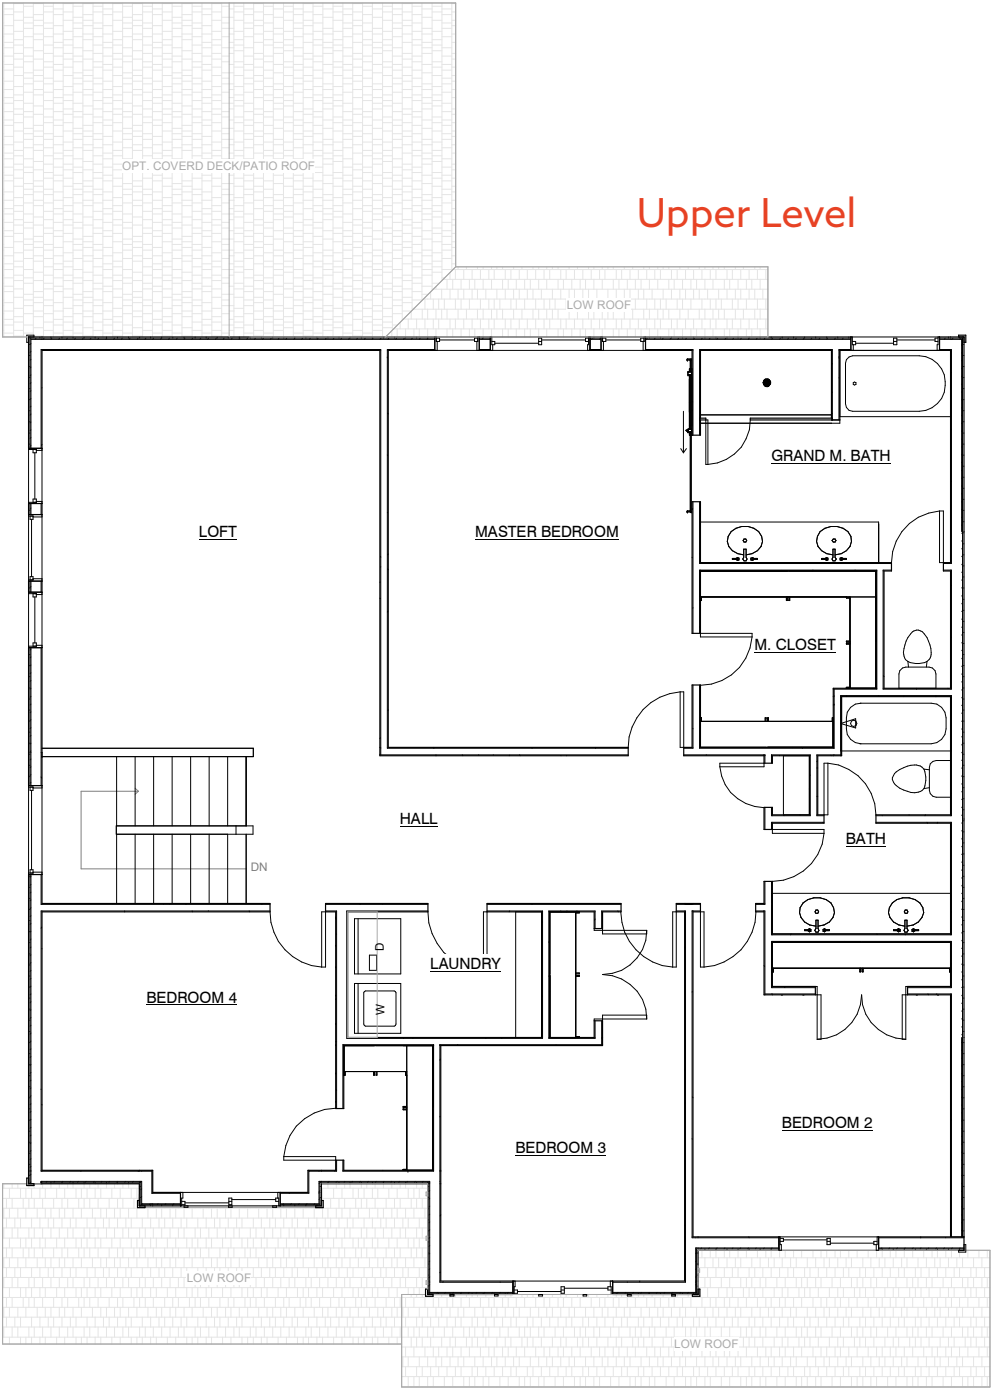 OPT. COVERD DECK/PATIO ROOF
Upper Level
LOW ROOF
GRAND M. BATH
LOFT
MASTER BEDROOM
M. CLOSET
HALL
BATH
DN
D
LAUNDRY
W
BEDROOM 4
BEDROOM 2
BEDROOM 3
LOW ROOF
LOW ROOF